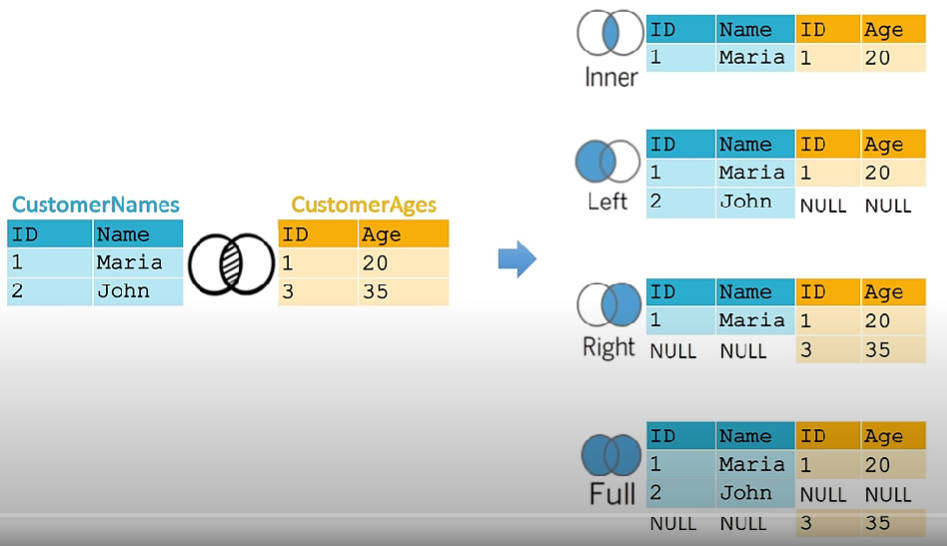 CustomerNames
ID Name
1 Maria
2 John
CustomerAges
ID Age
1 20
3 35
Inner
ID Name ID Age
1 Maria 1 20
Left
ID Name ID Age
1 Maria 1 20
2 John NULL NULL
Right
ID Name ID Age
1 Maria 1 20
NULL NULL 3 35
Full
ID Name ID Age
1 Maria 1 20
2 John NULL NULL
NULL NULL 3 35